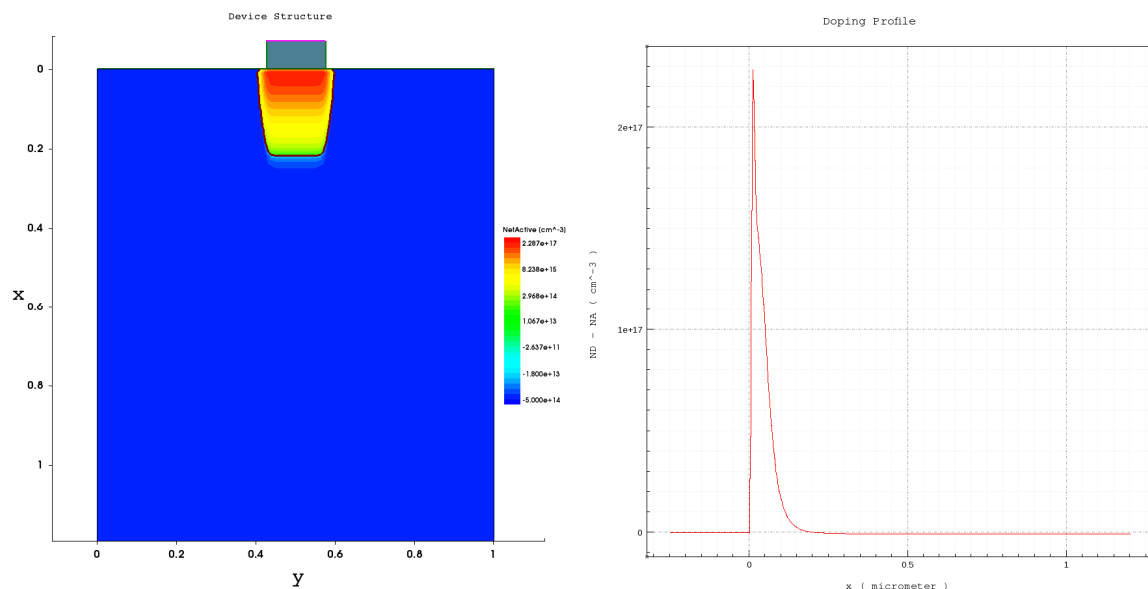 Device Structure
0
0.2
0.4
0.6
0.8
1
x
0
0.2
0.4
0.6
0.8
1
y
NetActive (cm^-3)
2.287e+17
8.238e+15
2.968e+14
1.067e+13
-2.637e+11
-1.800e+13
-5.000e+14
Doping Profile
ND - NA ( cm^-3 )
2e+17
1e+17
0
0
0.5
1
x ( micrometer )